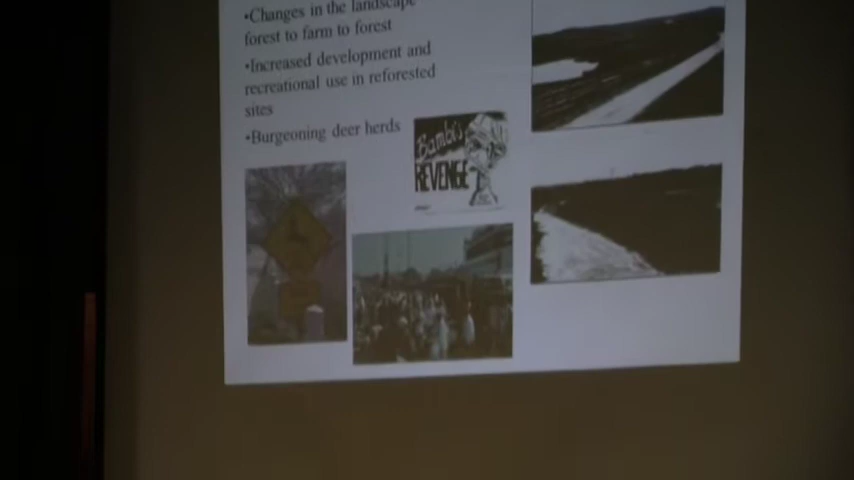 •Changes in the landscape
forest to farm to forest
•Increased development and
recreational use in reforested
sites
•Burgeoning deer herds
Bambi's
REVENGE